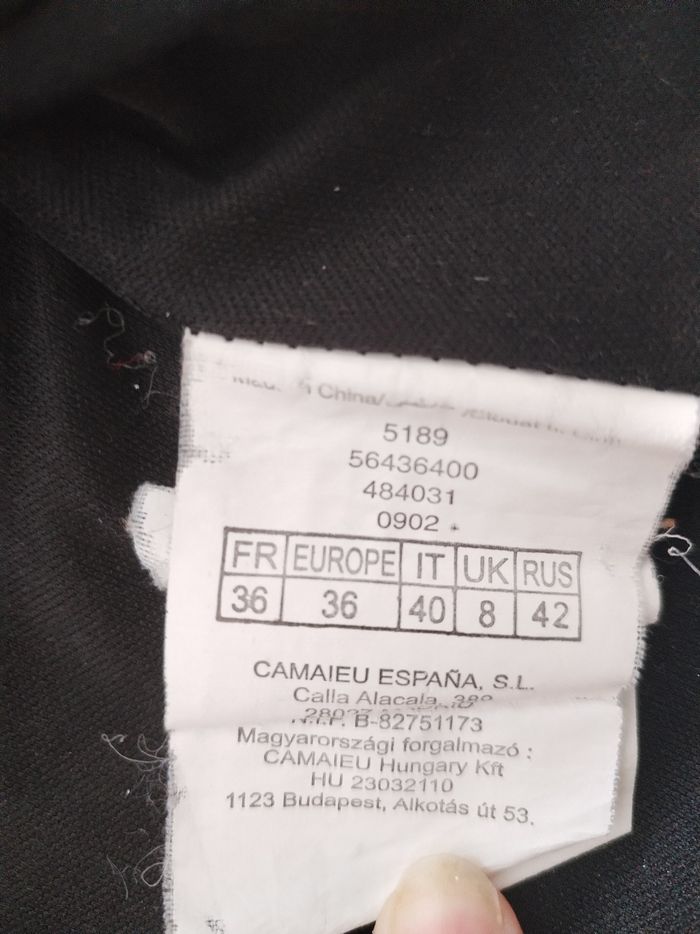 China/
5189
56436400
484031
0902
FR EUROPE IT UK RUS
36 36 40 8 42
CAMAIEU ESPAÑA, S.L.
Calla Alacala,
B-82751173
Magyarországi forgalmazó :
CAMAIEU Hungary Kft
HU 23032110
1123 Budapest, Alkotás út 53.